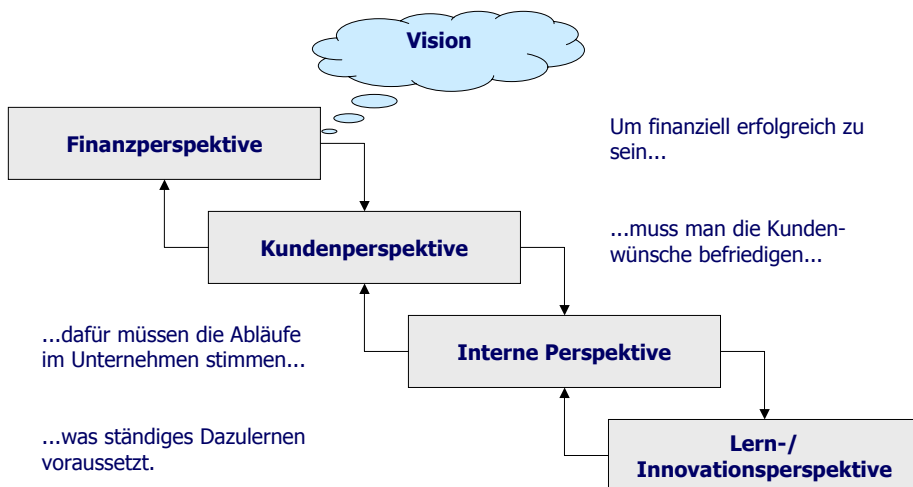 Vision
Finanzperspektive
Um finanziell erfolgreich zu
sein...
Kundenperspektive
...muss man die Kunden-
wünsche befriedigen...
...dafür müssen die Abläufe
im Unternehmen stimmen...
Interne Perspektive
...was ständiges Dazulernen
voraussetzt.
Lern-/
Innovationsperspektive